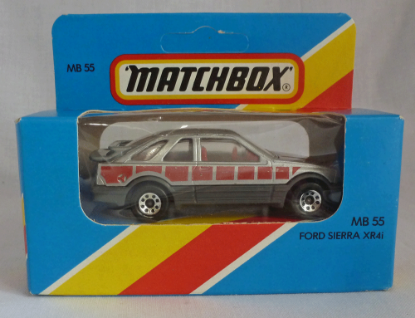 MB 55
MATCHBOX®
MB 55
FORD SIERRA XR4i